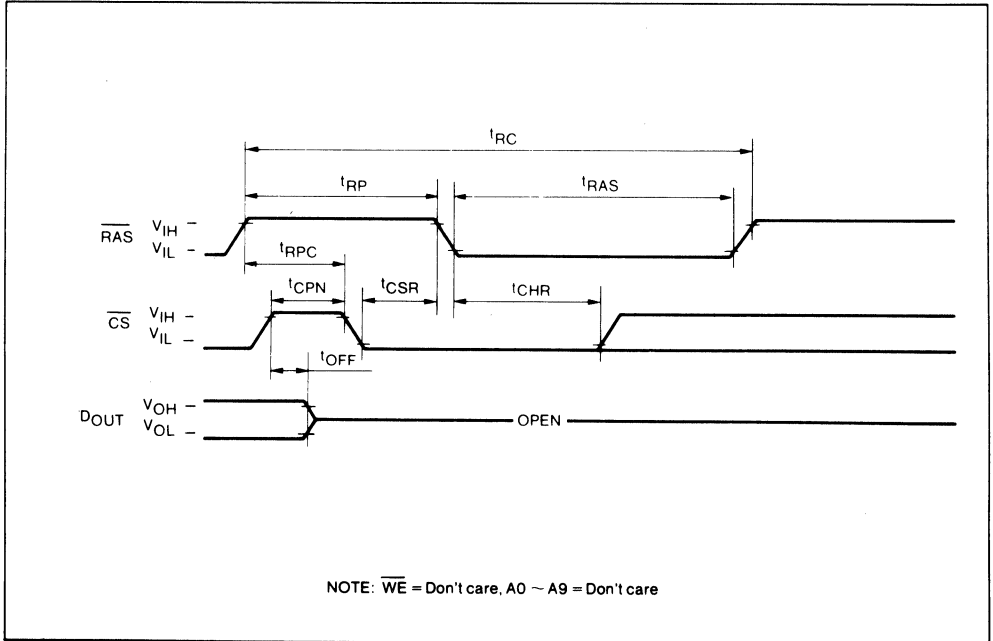 tRC
tRP tRAS
RAS VIH –
VIL –
tRPC
tCPN tCSR tCHR
CS VIH –
VIL –
tOFF
DOUT VOH –
VOL –
OPEN
NOTE: WE = Don't care, A0 ~ A9 = Don't care